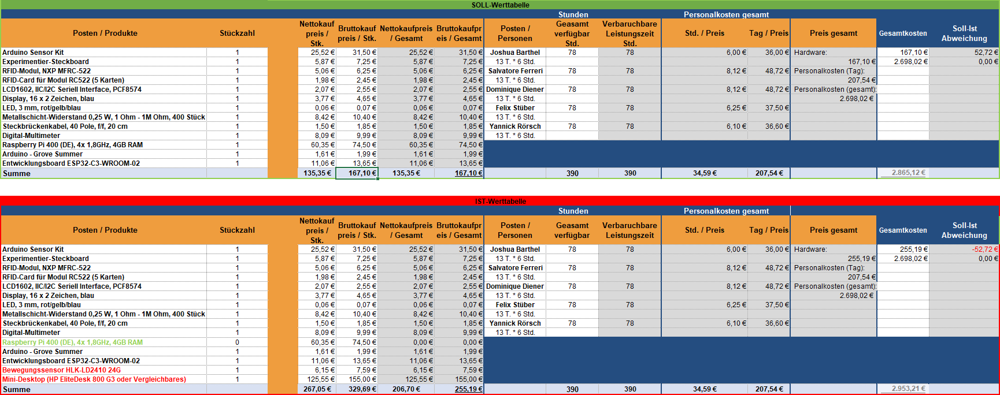 SOLL-Werttabelle
Stunden Personalkosten gesamt
Posten / Produkte Stückzahl Nettokauf preis / Stk. Bruttokauf preis / Stk. Nettokaufpreis / Gesamt Bruttokaufpr eis / Gesamt Posten / Personen Geasamt verfügbar Std. Verbaruchbare Leistungszeit Std. Std. / Preis Tag / Preis Preis gesamt Gesamtkosten Soll-Ist Abweichung
Arduino Sensor Kit 1 25,52 € 31,50 € 25,52 € 31,50 € Joshua Barthel 78 78 6,00 € 36,00 € Hardware: 167,10 € 52,72 €
Experimentier-Steckboard 1 5,87 € 7,25 € 5,87 € 7,25 € 13 T. * 6 Std. 167,10 € 2.698,02 € 0,00 €
RFID-Modul, NXP MFRC-522 1 5,06 € 6,25 € 5,06 € 6,25 € Salvatore Ferreri 78 78 8,12 € 48,72 € Personalkosten (Tag):
RFID-Card für Modul RC522 (5 Karten) 1 1,98 € 2,45 € 1,98 € 2,45 € 13 T. * 6 Std. 207,54 €
LCD1602, IIC/I2C Seriell Interface, PCF8574 1 2,07 € 2,55 € 2,07 € 2,55 € Dominique Diener 78 78 8,12 € 48,72 € Personalkosten (gesamt):
Display, 16 x 2 Zeichen, blau 1 3,77 € 4,65 € 3,77 € 4,65 € 13 T. * 6 Std. 2.698,02 €
LED, 3 mm, rot/gelb/blau 1 0,06 € 0,07 € 0,06 € 0,07 € Felix Stüber 78 78 6,25 € 37,50 €
Metallschicht-Widerstand 0,25 W, 1 Ohm - 1M Ohm, 400 Stück 1 8,42 € 10,40 € 8,42 € 10,40 € 13 T. * 6 Std.
Steckbrückenkabel, 40 Pole, f/f, 20 cm 1 1,50 € 1,85 € 1,50 € 1,85 € Yannick Rörsch 78 78 6,10 € 36,60 €
Digital-Multimeter 1 8,09 € 9,99 € 8,09 € 9,99 € 13 T. * 6 Std.
Raspberry Pi 400 (DE), 4x 1,8GHz, 4GB RAM 1 60,35 € 74,50 € 60,35 € 74,50 €
Arduino - Grove Summer 1 1,61 € 1,99 € 1,61 € 1,99 €
Entwicklungsboard ESP32-C3-WROOM-02 1 11,06 € 13,65 € 11,06 € 13,65 €
Summe 135,35 € 167,10 € 135,35 € 167,10 € 390 390 34,59 € 207,54 € 2.865,12 €
IST-Werttabelle
Stunden Personalkosten gesamt
Posten / Produkte Stückzahl Nettokauf preis / Stk. Bruttokauf preis / Stk. Nettokaufpreis / Gesamt Bruttokaufpr eis / Gesamt Posten / Personen Geasamt verfügbar Verbaruchbare Leistungszeit Std. / Preis Tag / Preis Preis gesamt Gesamtkosten Soll-Ist Abweichung
Arduino Sensor Kit 1 25,52 € 31,50 € 25,52 € 31,50 € Joshua Barthel 78 78 6,00 € 36,00 € Hardware: 255,19 € -52,72 €
Experimentier-Steckboard 1 5,87 € 7,25 € 5,87 € 7,25 € 13 T. * 6 Std. 255,19 € 2.698,02 € 0,00 €
RFID-Modul, NXP MFRC-522 1 5,06 € 6,25 € 5,06 € 6,25 € Salvatore Ferreri 78 78 8,12 € 48,72 € Personalkosten (Tag):
RFID-Card für Modul RC522 (5 Karten) 1 1,98 € 2,45 € 1,98 € 2,45 € 13 T. * 6 Std. 207,54 €
LCD1602, IIC/I2C Seriell Interface, PCF8574 1 2,07 € 2,55 € 2,07 € 2,55 € Dominique Diener 78 78 8,12 € 48,72 € Personalkosten (gesamt):
Display, 16 x 2 Zeichen, blau 1 3,77 € 4,65 € 3,77 € 4,65 € 13 T. * 6 Std. 2.698,02 €
LED, 3 mm, rot/gelb/blau 1 0,06 € 0,07 € 0,06 € 0,07 € Felix Stüber 78 78 6,25 € 37,50 €
Metallschicht-Widerstand 0,25 W, 1 Ohm - 1M Ohm, 400 Stück 1 8,42 € 10,40 € 8,42 € 10,40 € 13 T. * 6 Std.
Steckbrückenkabel, 40 Pole, f/f, 20 cm 1 1,50 € 1,85 € 1,50 € 1,85 € Yannick Rörsch 78 78 6,10 € 36,60 €
Digital-Multimeter 1 8,09 € 9,99 € 8,09 € 9,99 € 13 T. * 6 Std.
Raspberry Pi 400 (DE), 4x 1,8GHz, 4GB RAM 0 60,35 € 74,50 € 0,00 € 0,00 €
Arduino - Grove Summer 1 1,61 € 1,99 € 1,61 € 1,99 €
Entwicklungsboard ESP32-C3-WROOM-02 1 11,06 € 13,65 € 11,06 € 13,65 €
Bewegungssensor HLK-LD2410 24G 1 6,15 € 7,59 € 6,15 € 7,59 €
Mini-Desktop (HP EliteDesk 800 G3 oder Vergleichbares) 1 125,55 € 155,00 € 125,55 € 155,00 €
Summe 267,05 € 329,69 € 206,70 € 255,19 € 390 390 34,59 € 207,54 € 2.953,21 €